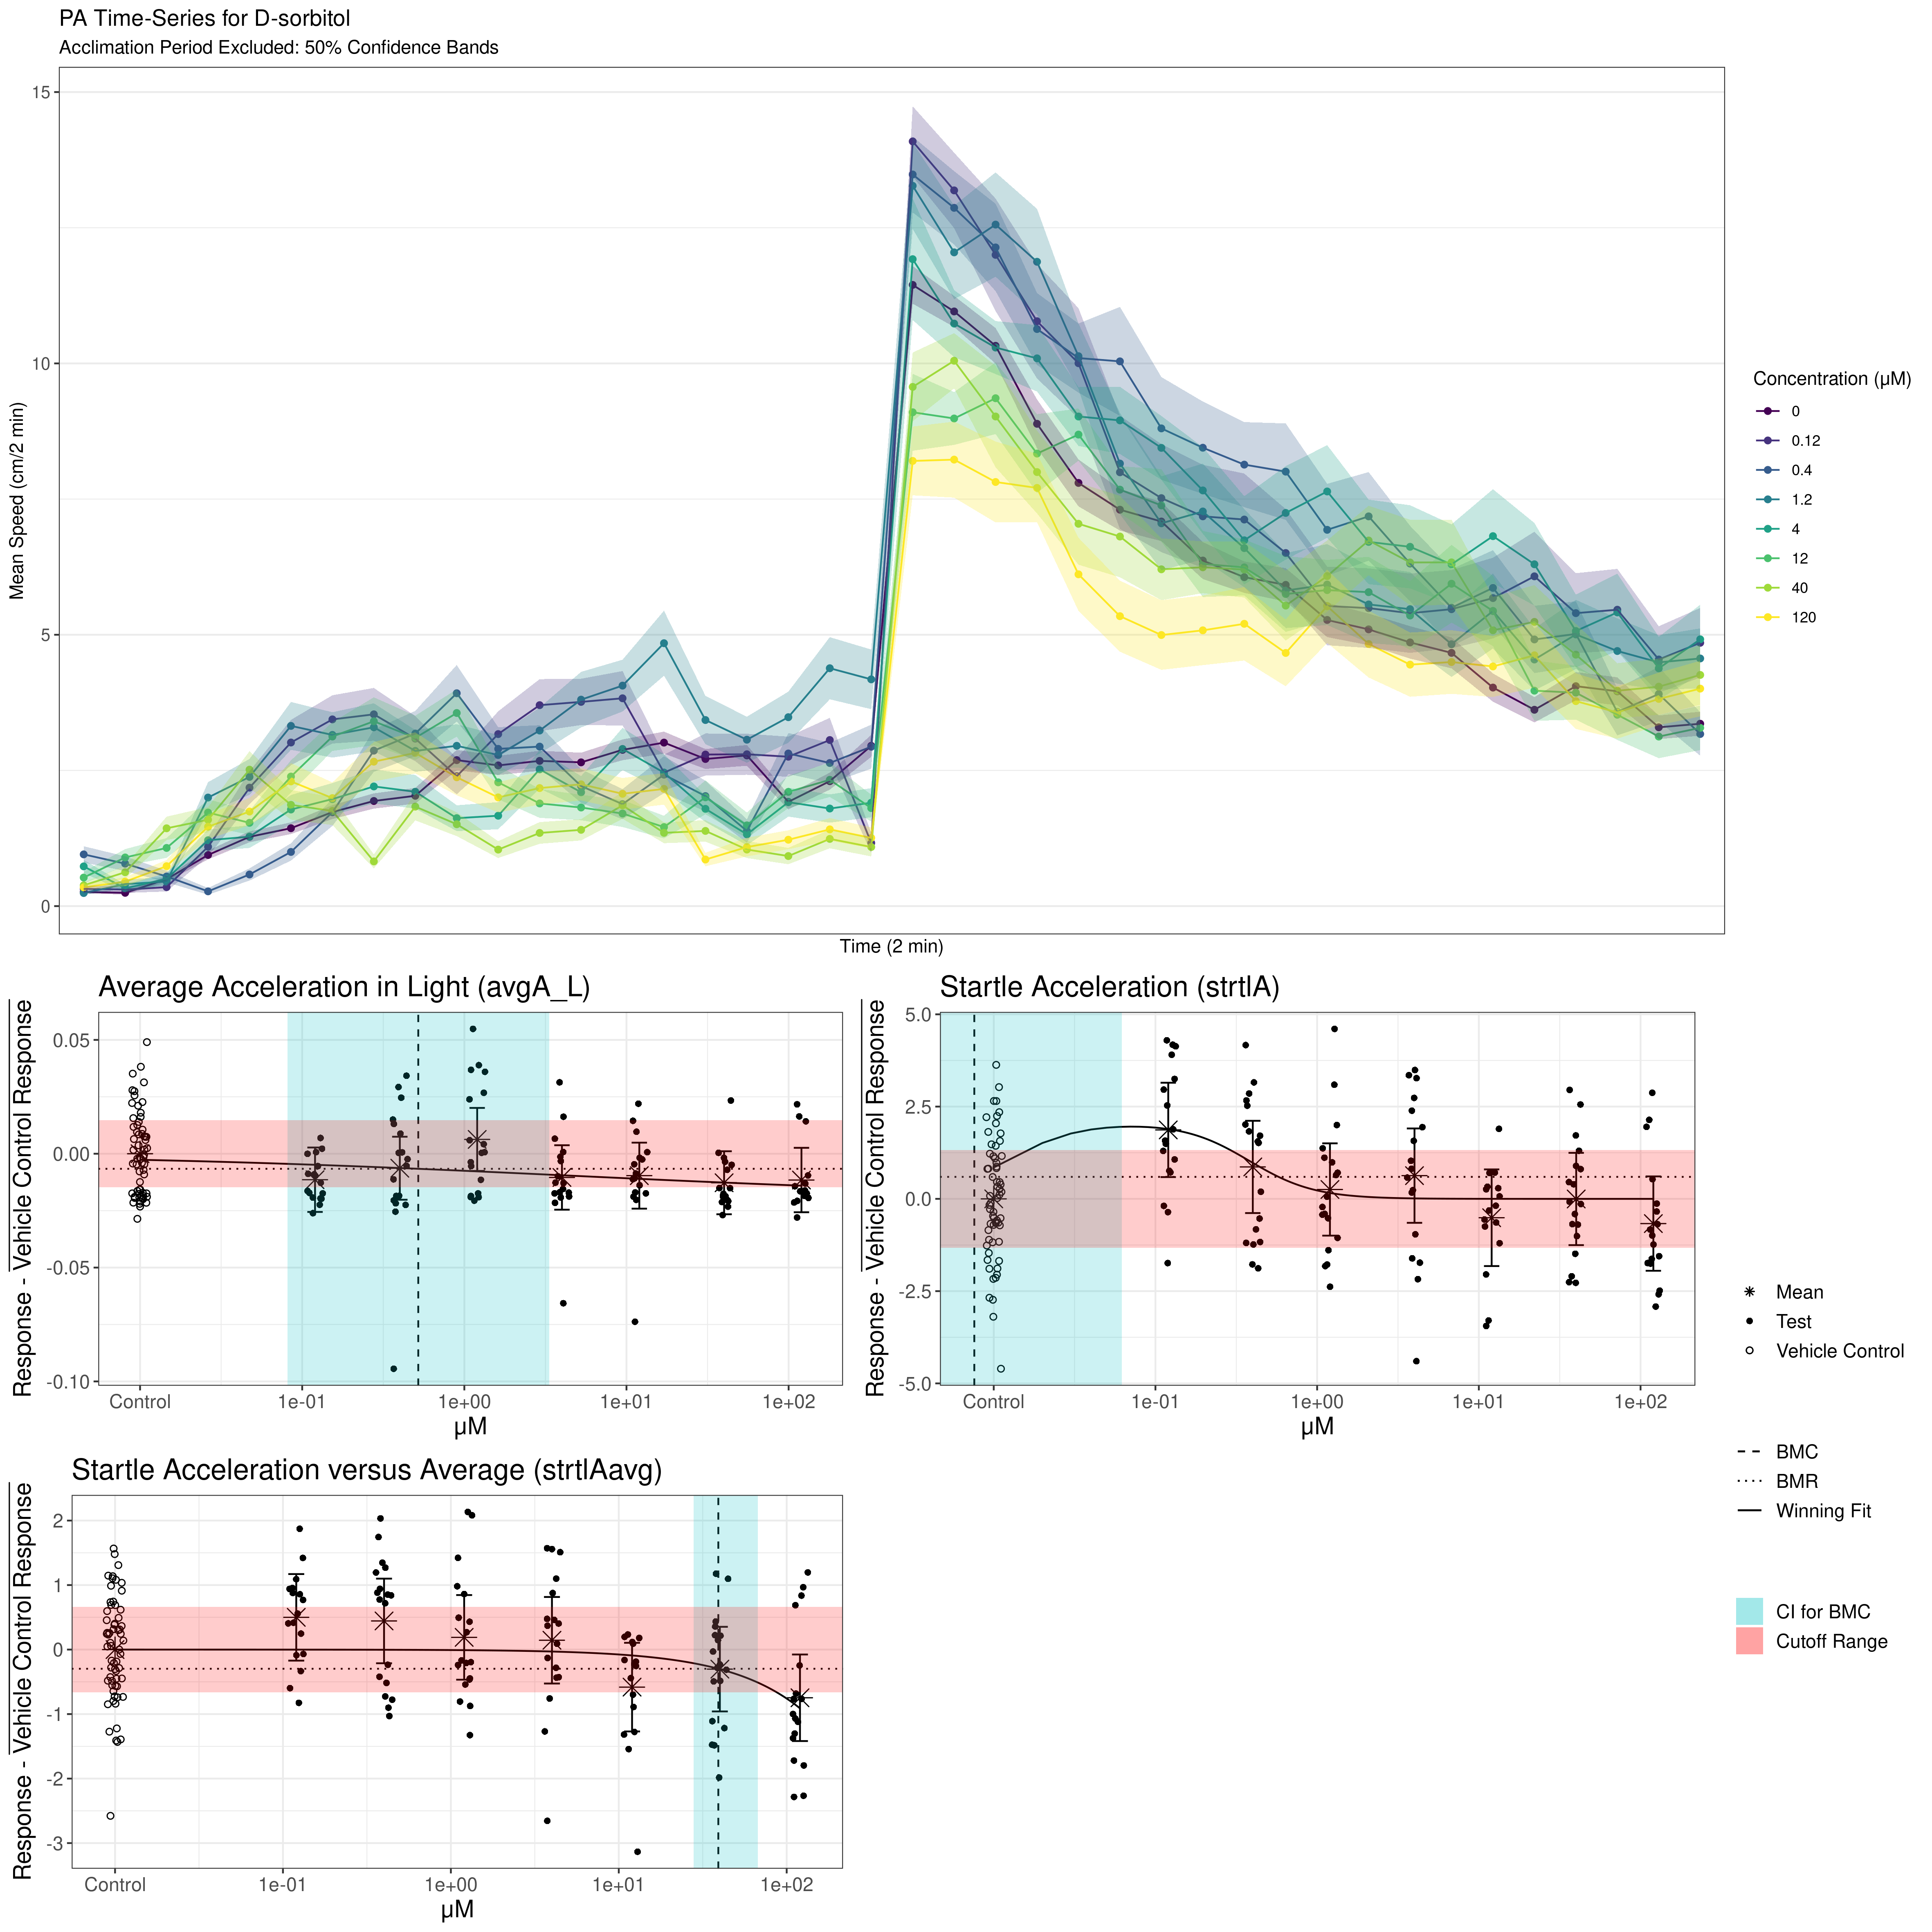 PA Time-Series for D-sorbitol
Acclimation Period Excluded: 50% Confidence Bands
Mean Speed (cm/2 min)
15
10
5
0
Time (2 min)
Concentration (µM)
0
0.12
0.4
1.2
4
12
40
120
Average Acceleration in Light (avgA_L)
Response - Vehicle Control Response
0.05
0.00
-0.05
-0.10
Control 1e-01 1e+00 1e+01 1e+02
µM
Startle Acceleration (strtlA)
Response - Vehicle Control Response
5.0
2.5
0.0
-2.5
-5.0
Control 1e-01 1e+00 1e+01 1e+02
µM
Startle Acceleration versus Average (strtlAavg)
Response - Vehicle Control Response
2
1
0
-1
-2
-3
Control 1e-01 1e+00 1e+01 1e+02
µM
Mean
Test
Vehicle Control
BMC
BMR
Winning Fit
CI for BMC
Cutoff Range